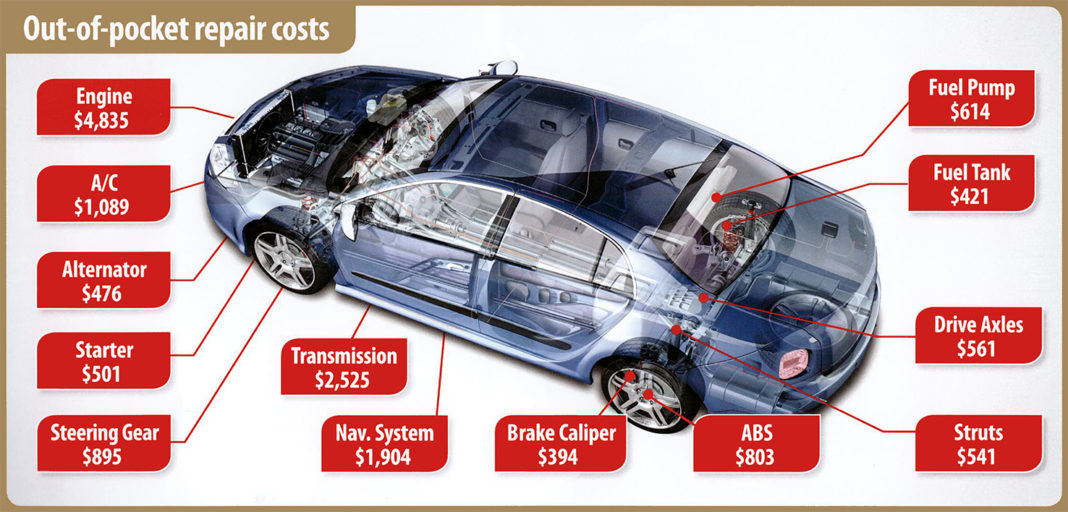 Out-of-pocket repair costs
Engine
$4,835
A/C
$1,089
Alternator
$476
Starter
$501
Steering Gear
$895
Transmission
$2,525
Nav. System
$1,904
Brake Caliper
$394
ABS
$803
Fuel Pump
$614
Fuel Tank
$421
Drive Axles
$561
Struts
$541